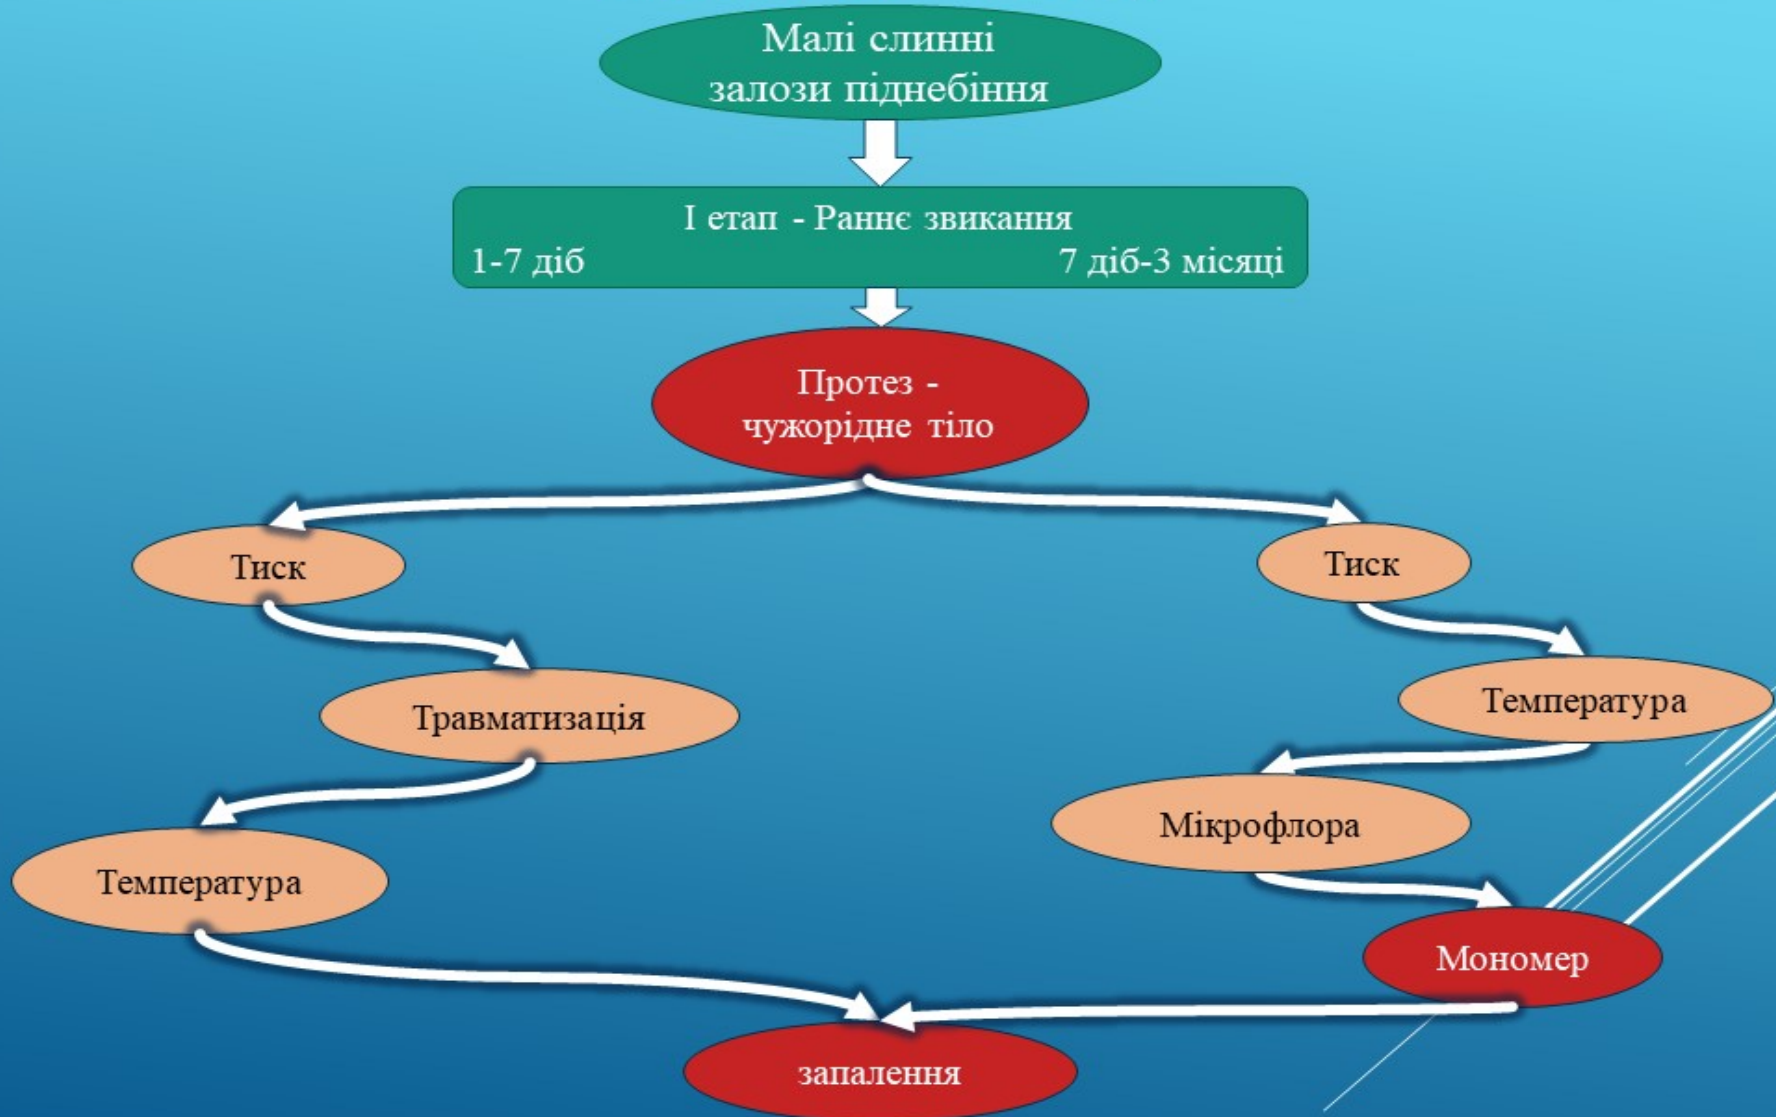 Малі слинні
залози піднебіння
І етап - Раннє звикання
1-7 діб 7 діб-3 місяці
Протез -
чужорідне тіло
Тиск
Тиск
Травматизація
Температура
Мікрофлора
Температура
Мономер
запалення